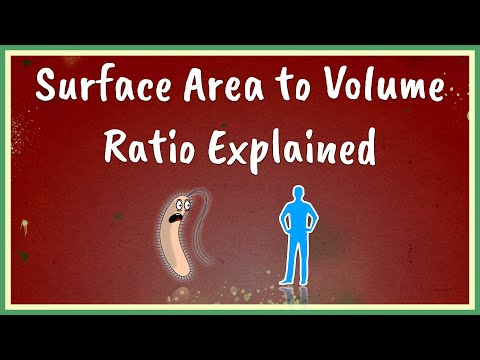 Surface Area to Volume
Ratio Explained